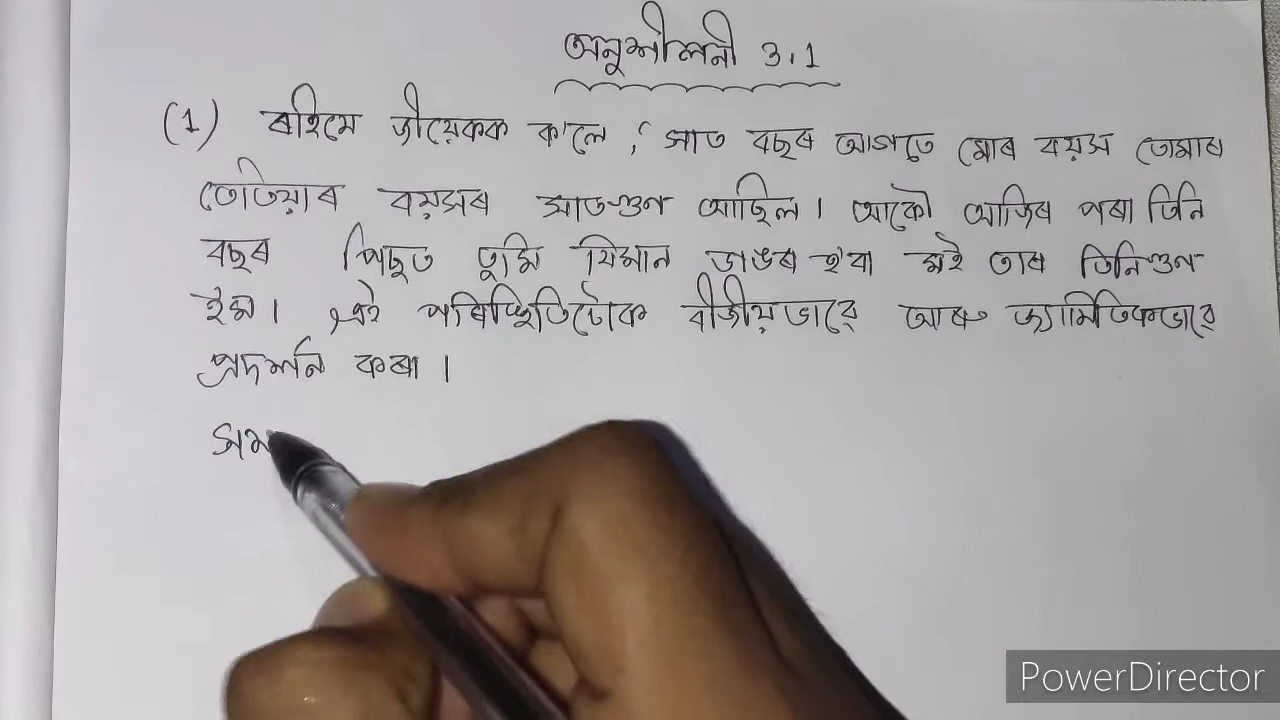 অনুশীলনী 3.1
(1) ৰহিমে জীয়েকক ক'লে, 'সাত বছৰ আগতে মোৰ বয়স তোমাৰ
তেতিয়াৰ বয়সৰ সাতগুণ আছিল। আকৌ আজিৰ পৰা তিনি
বছৰ পিছত তুমি যিমান ডাঙৰ হ'বা মই তাৰ তিনিগুণ
হ'ম। এই পৰিস্থিতিটোক বীজীয়ভাৱে আৰু জ্যামিতিকভাৱে
প্ৰদৰ্শন কৰা।
সম
PowerDirector